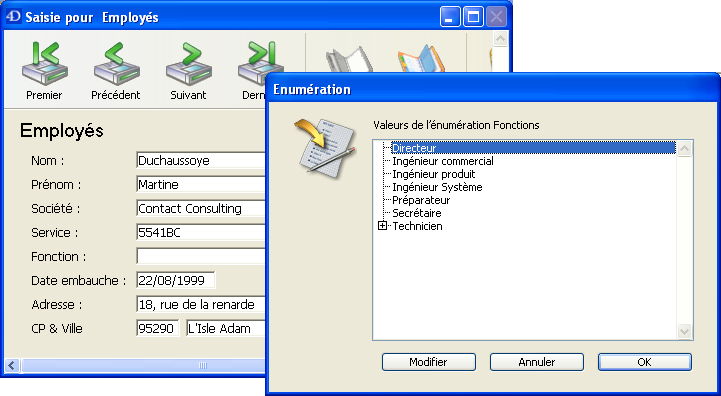 4D Saisie pour Employés
Premier Précédent Suivant Dern
Employés
Nom : Duchaussoye
Prénom : Martine
Société : Contact Consulting
Service : 5541BC
Fonction :
Date embauche : 22/08/1999
Adresse : 18, rue de la renarde
CP & Ville 95290 L'Isle Adam
Enumération
Valeurs de l'énumération Fonctions
Directeur
Ingénieur commercial
Ingénieur produit
Ingénieur Système
Préparateur
Secrétaire
Technicien
Modifier Annuler OK